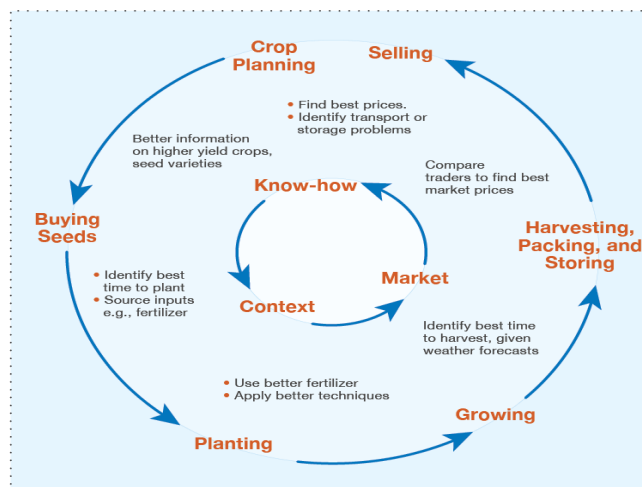 Crop
Planning
Selling
• Find best prices.
• Identify transport or
storage problems
Better information
on higher yield crops,
seed varieties
Compare
traders to find best
market prices
Know-how
Buying
Seeds
Harvesting,
Packing, and
Storing
• Identify best
time to plant
• Source inputs
e.g., fertilizer
Market
Context
Identify best time
to harvest, given
weather forecasts
• Use better fertilizer
• Apply better techniques
Growing
Planting